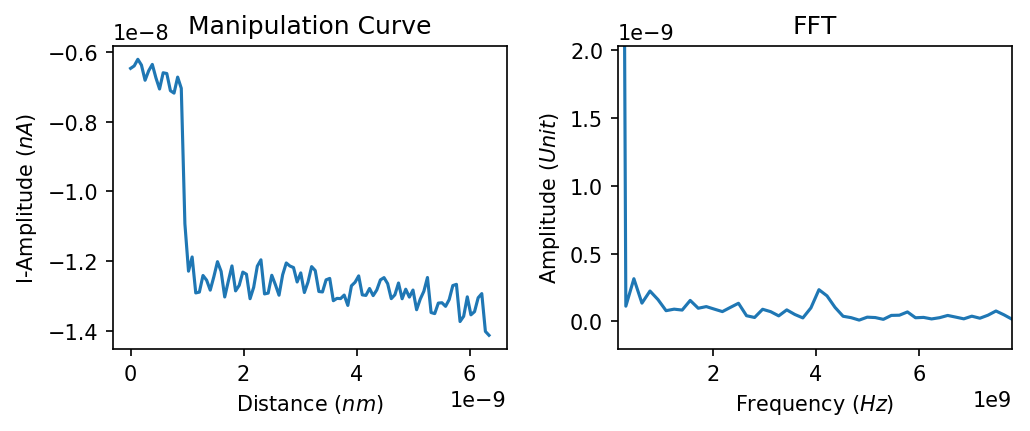 Manipulation Curve
1e−8
−0.6
−0.8
−1.0
−1.2
−1.4
I-Amplitude (nA)
0
2
4
6
1e−9
Distance (nm)
FFT
1e−9
2.0
1.5
1.0
0.5
0.0
Amplitude (Unit)
2
4
6
1e9
Frequency (Hz)